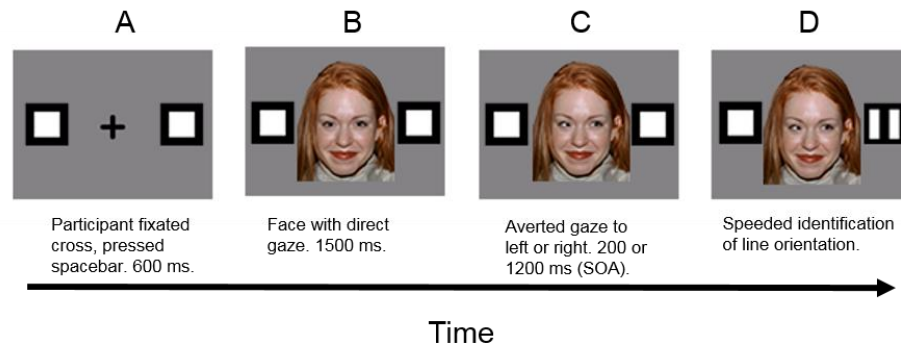 A
B
C
D
Participant fixated
cross, pressed
spacebar. 600 ms.
Face with direct
gaze. 1500 ms.
Averted gaze to
left or right. 200 or
1200 ms (SOA).
Speeded identification
of line orientation.
Time